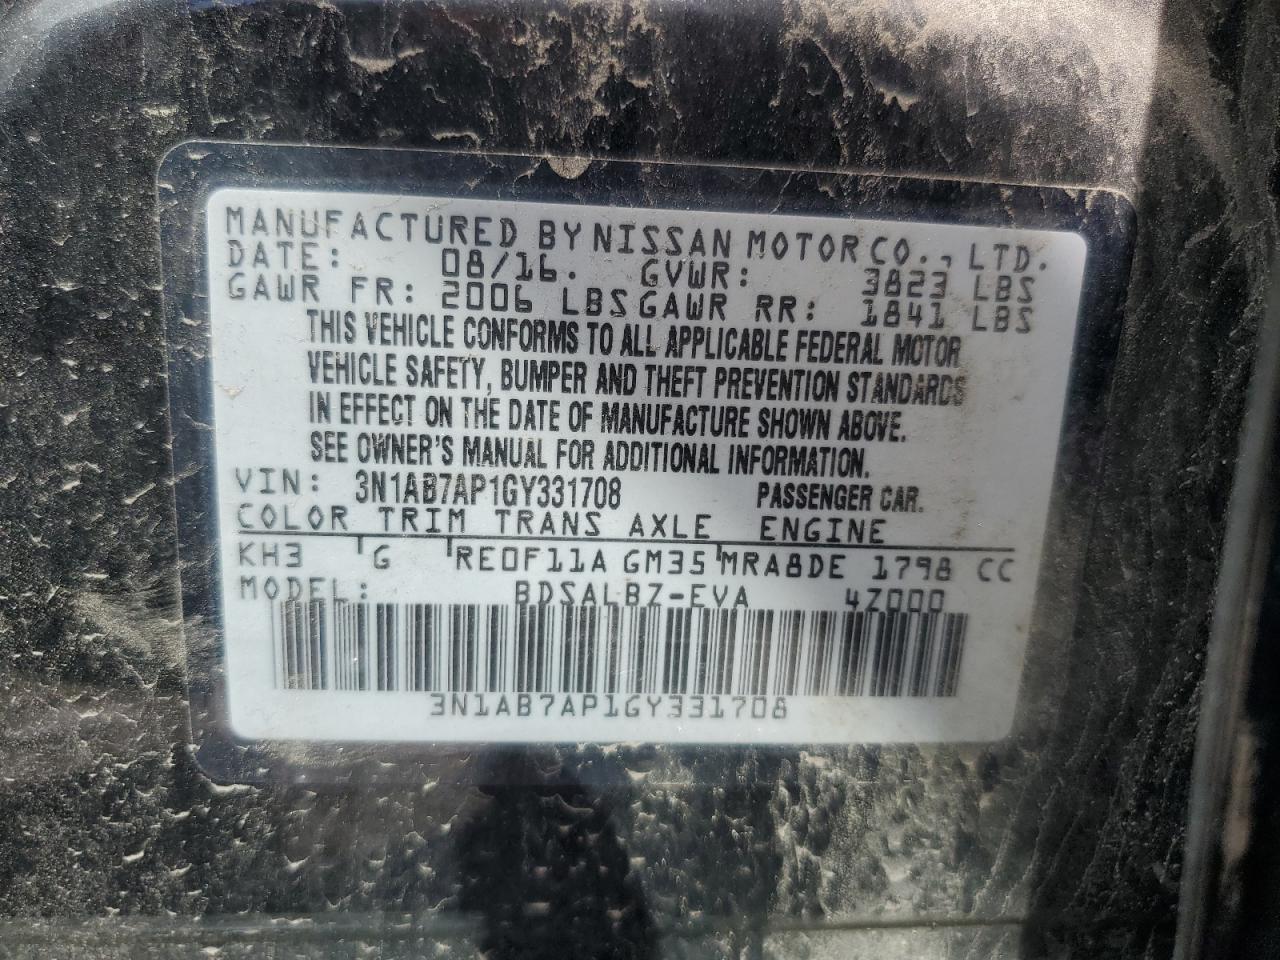 MANUFACTURED BY NISSAN MOTOR CO., LTD.
DATE: 08/16. GVWR: 3823 LBS
GAWR FR: 2006 LBS GAWR RR: 1841 LBS
THIS VEHICLE CONFORMS TO ALL APPLICABLE FEDERAL MOTOR
VEHICLE SAFETY, BUMPER AND THEFT PREVENTION STANDARDS
IN EFFECT ON THE DATE OF MANUFACTURE SHOWN ABOVE.
SEE OWNER'S MANUAL FOR ADDITIONAL INFORMATION.
VIN: 3N1AB7AP1GY331708 PASSENGER CAR.
COLOR TRIM TRANS AXLE ENGINE
KH3 G RE0F11A GM35 MRA8DE 1798 CC
MODEL: BDSALBZ-EVA 4Z000
3N1AB7AP1GY331708